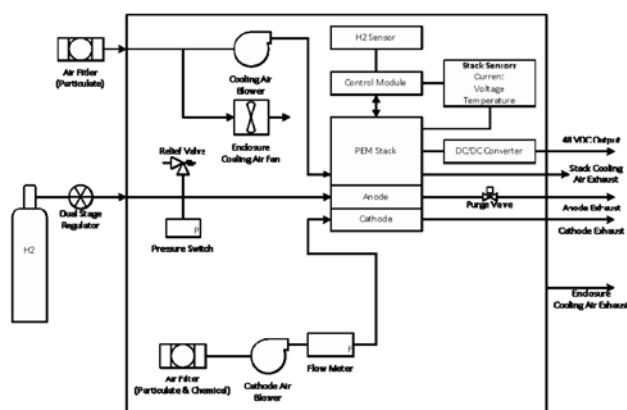 Air Fitler
(Particulate)
Cooling Air
Blower
Enclosure
Cooling Air Fan
H2 Sensor
Control Module
Stack Sensors
Current
Voltage
Temperature
PEM Stack
DC/DC Converter
48 VDC Output
Stack Cooling
Air Exhaust
Relief Valve
Anode
Purge Valve
Anode
Exhaust
Cathode
Cathode
Exhaust
Dual Stage
Regulator
H2
P
Pressure Switch
Enclosure
Cooling Air Exhaust
F
Flow Meter
Air Filter
(Particulate & Chemical)
Cathode Air
Blower